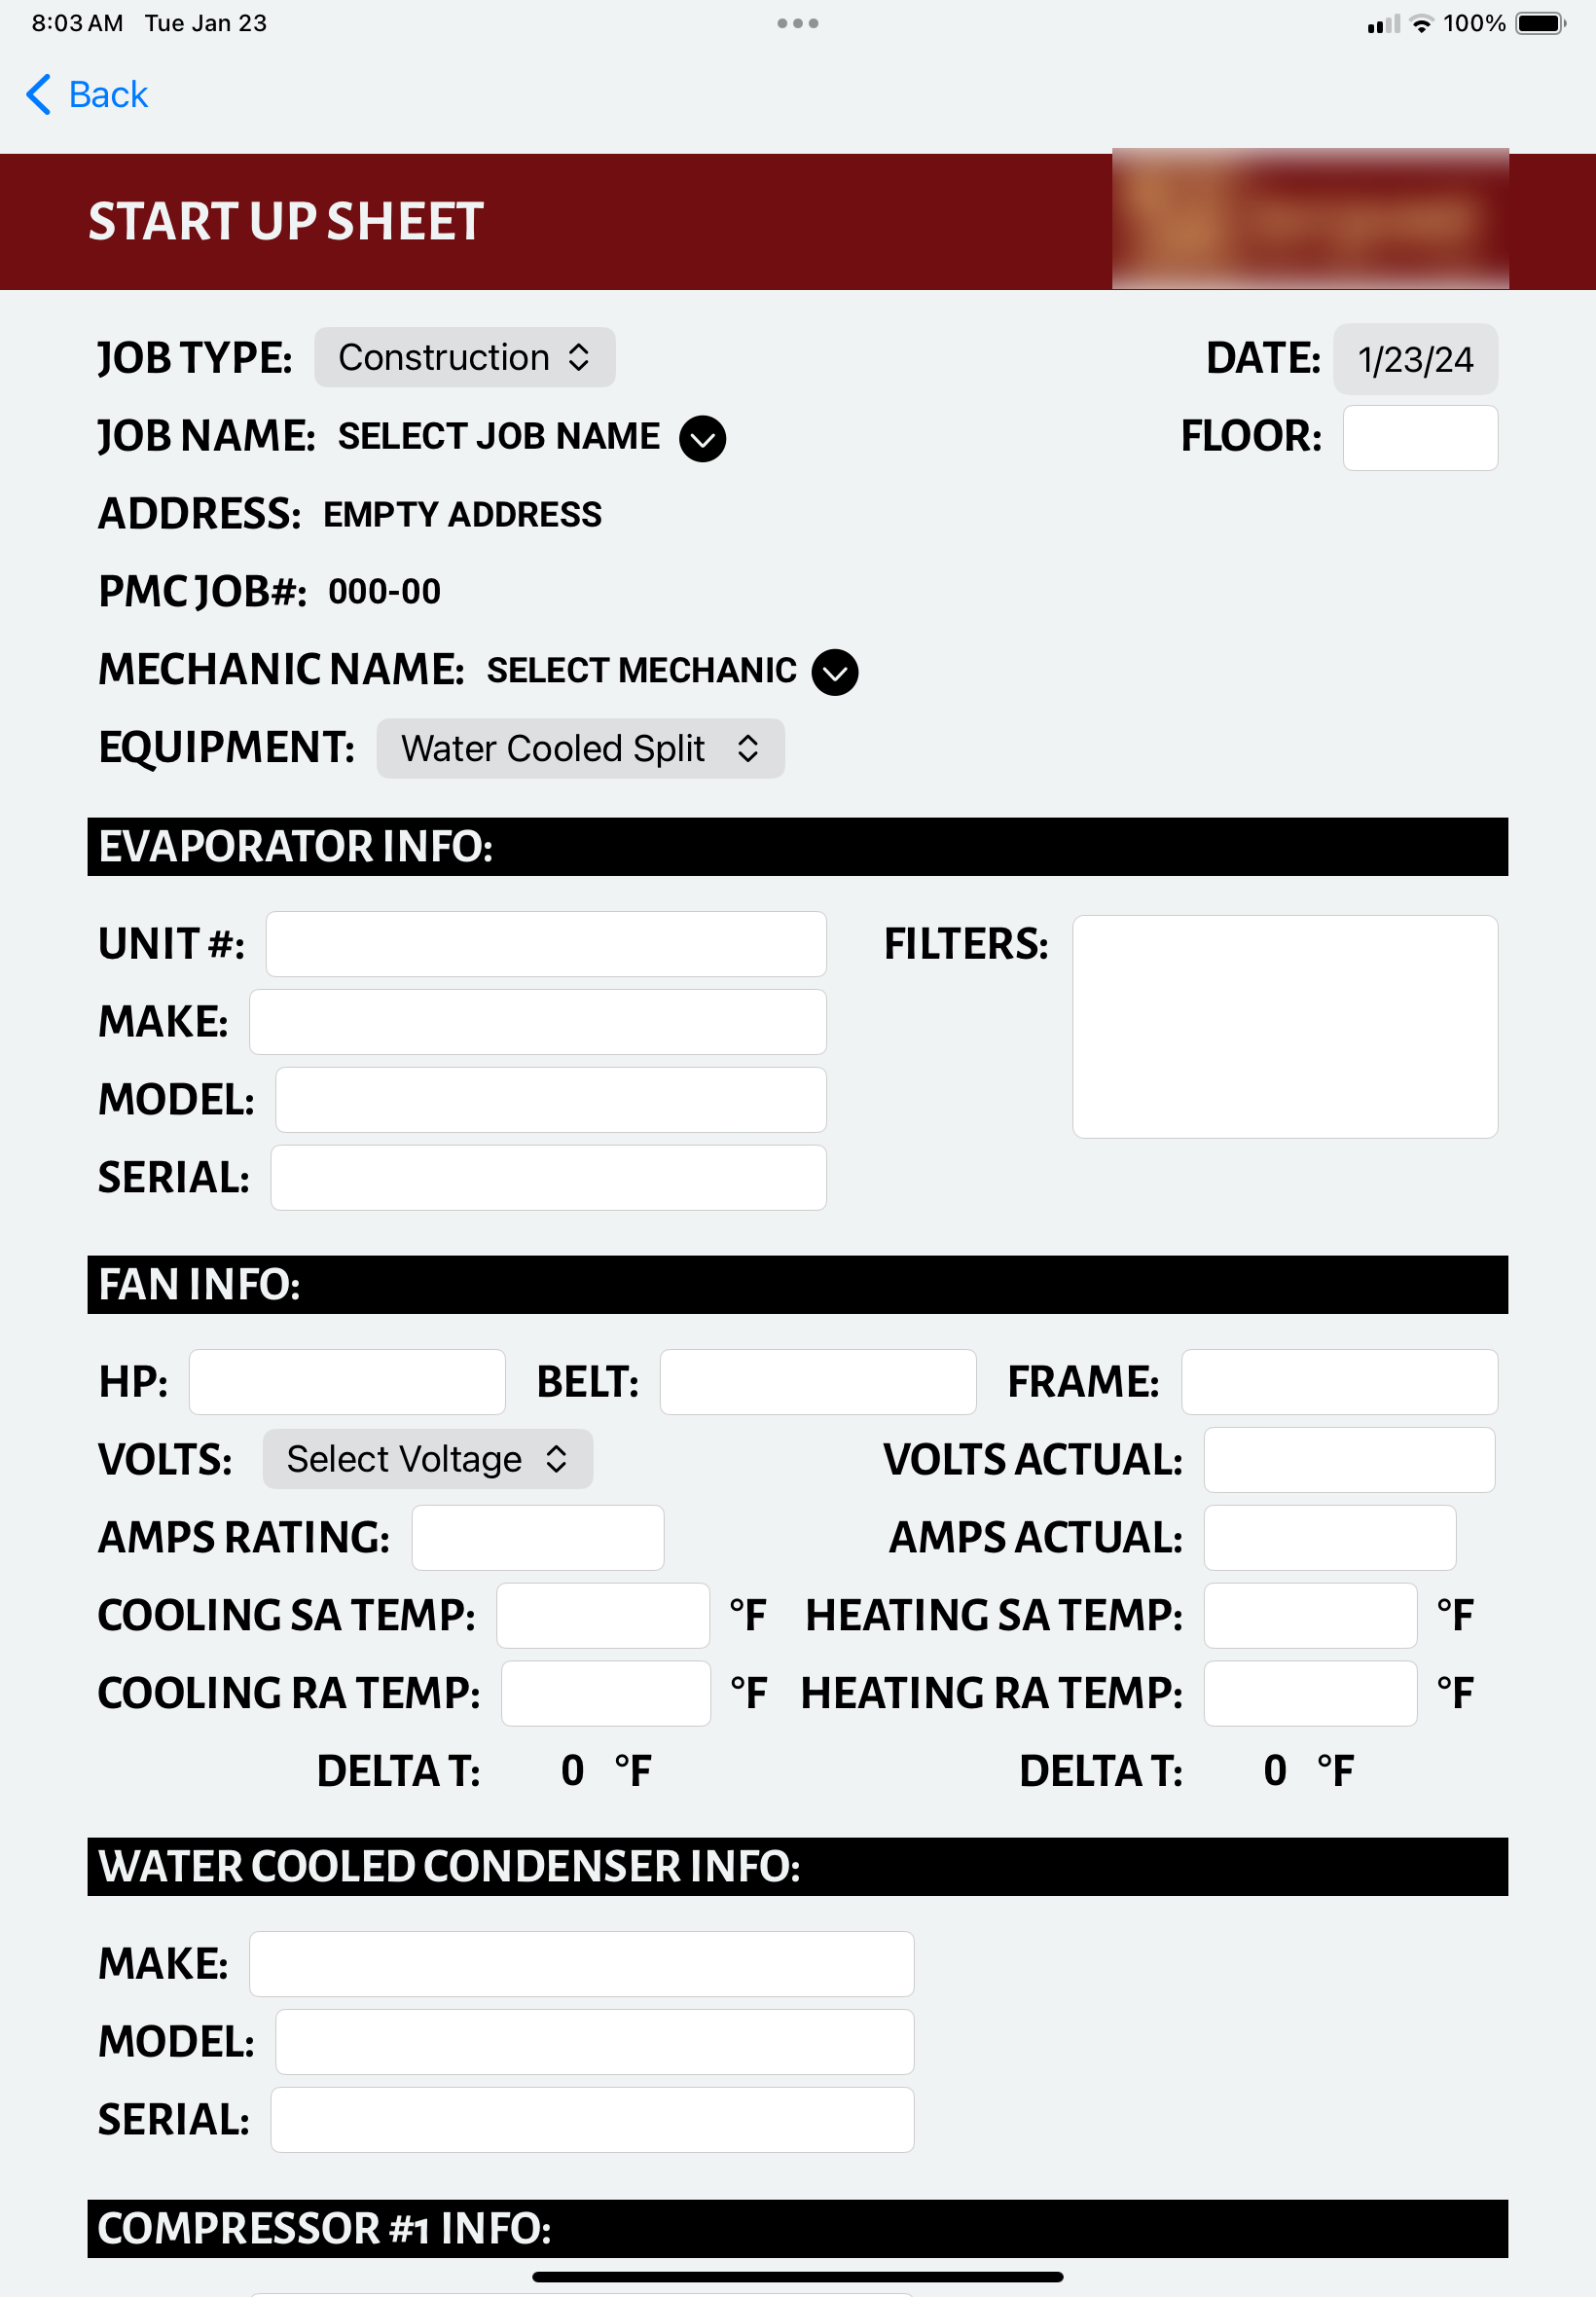 8:03 AM Tue Jan 23 100%
Back
START UP SHEET
JOB TYPE: Construction DATE: 1/23/24
JOB NAME: SELECT JOB NAME FLOOR:
ADDRESS: EMPTY ADDRESS
PMC JOB#: 000-00
MECHANIC NAME: SELECT MECHANIC
EQUIPMENT: Water Cooled Split
EVAPORATOR INFO:
UNIT #: FILTERS:
MAKE:
MODEL:
SERIAL:
FAN INFO:
HP: BELT: FRAME:
VOLTS: Select Voltage VOLTS ACTUAL:
AMPS RATING: AMPS ACTUAL:
COOLING SA TEMP: °F HEATING SA TEMP: °F
COOLING RA TEMP: °F HEATING RA TEMP: °F
DELTA T: 0 °F DELTA T: 0 °F
WATER COOLED CONDENSER INFO:
MAKE:
MODEL:
SERIAL:
COMPRESSOR #1 INFO: